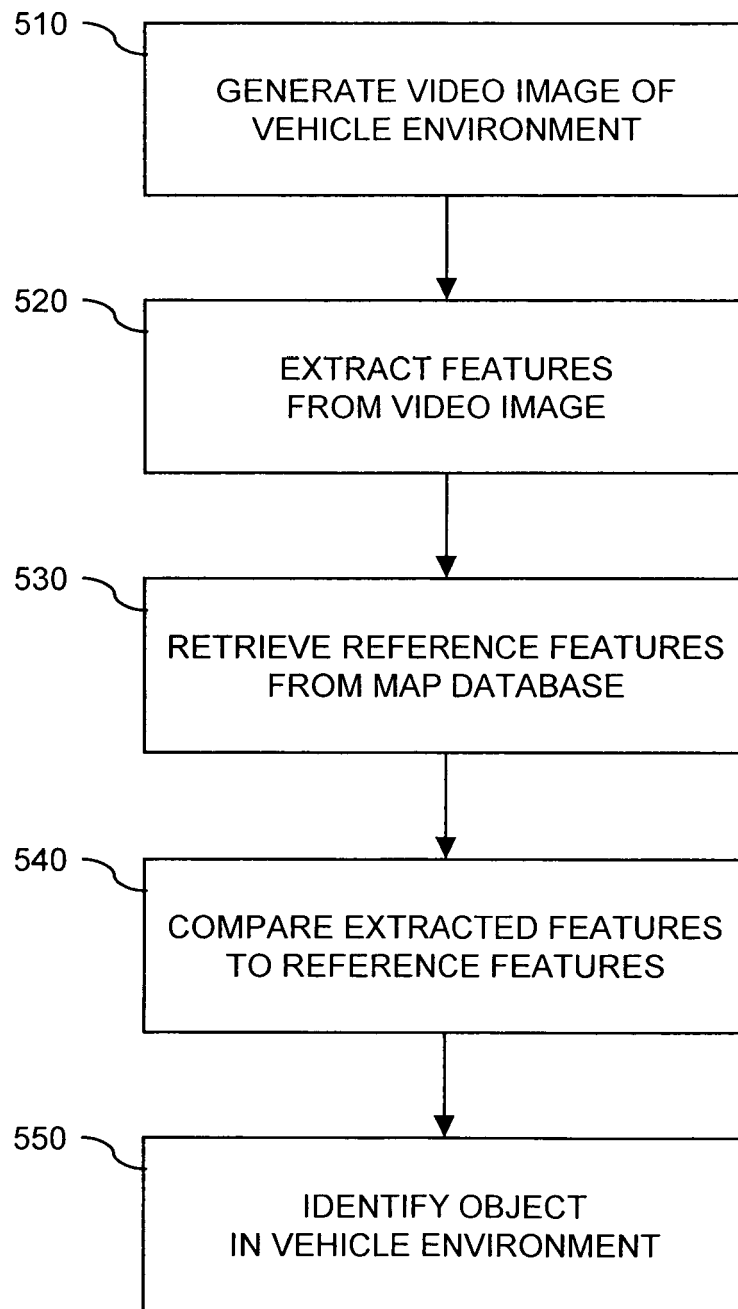 510
GENERATE VIDEO IMAGE OF
VEHICLE ENVIRONMENT
520
EXTRACT FEATURES
FROM VIDEO IMAGE
530
RETRIEVE REFERENCE FEATURES
FROM MAP DATABASE
540
COMPARE EXTRACTED FEATURES
TO REFERENCE FEATURES
550
IDENTIFY OBJECT
IN VEHICLE ENVIRONMENT